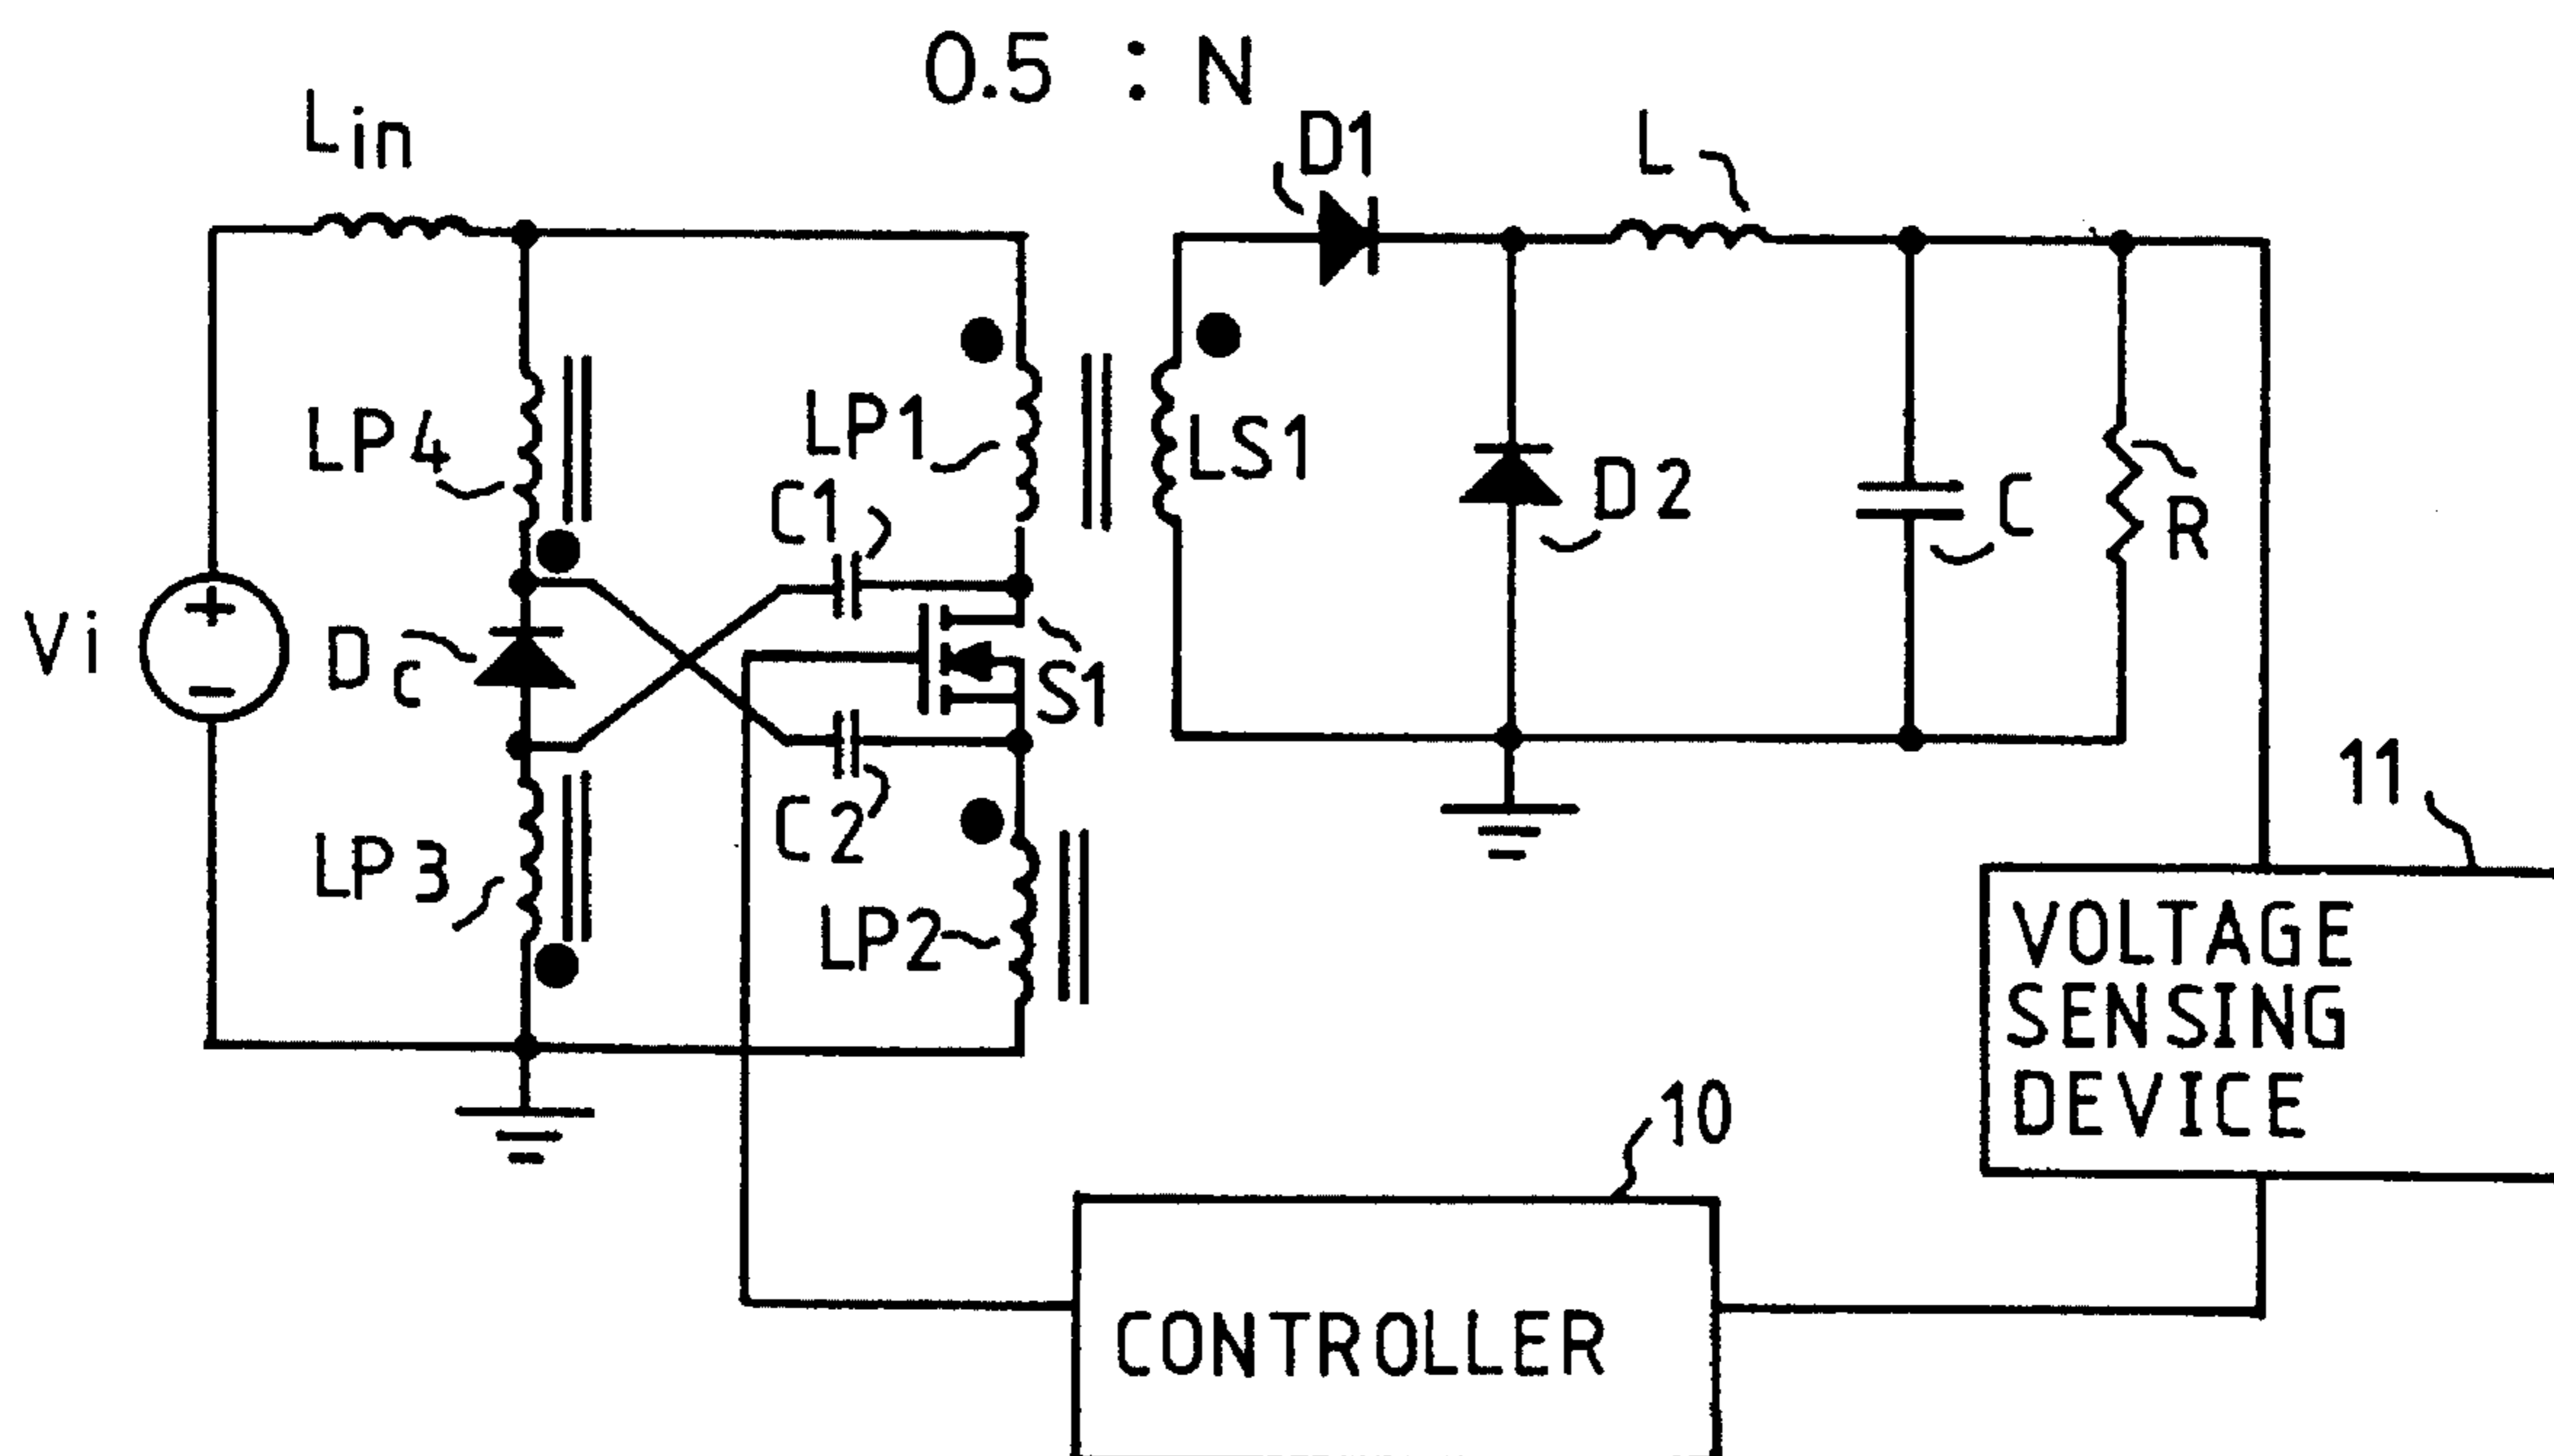 0.5 : N
Lin
D1
L
LP4
LP1
LS1
C1
D2
C
R
Vi
DC
S1
C2
LP3
LP2
11
VOLTAGE
SENSING
DEVICE
10
CONTROLLER